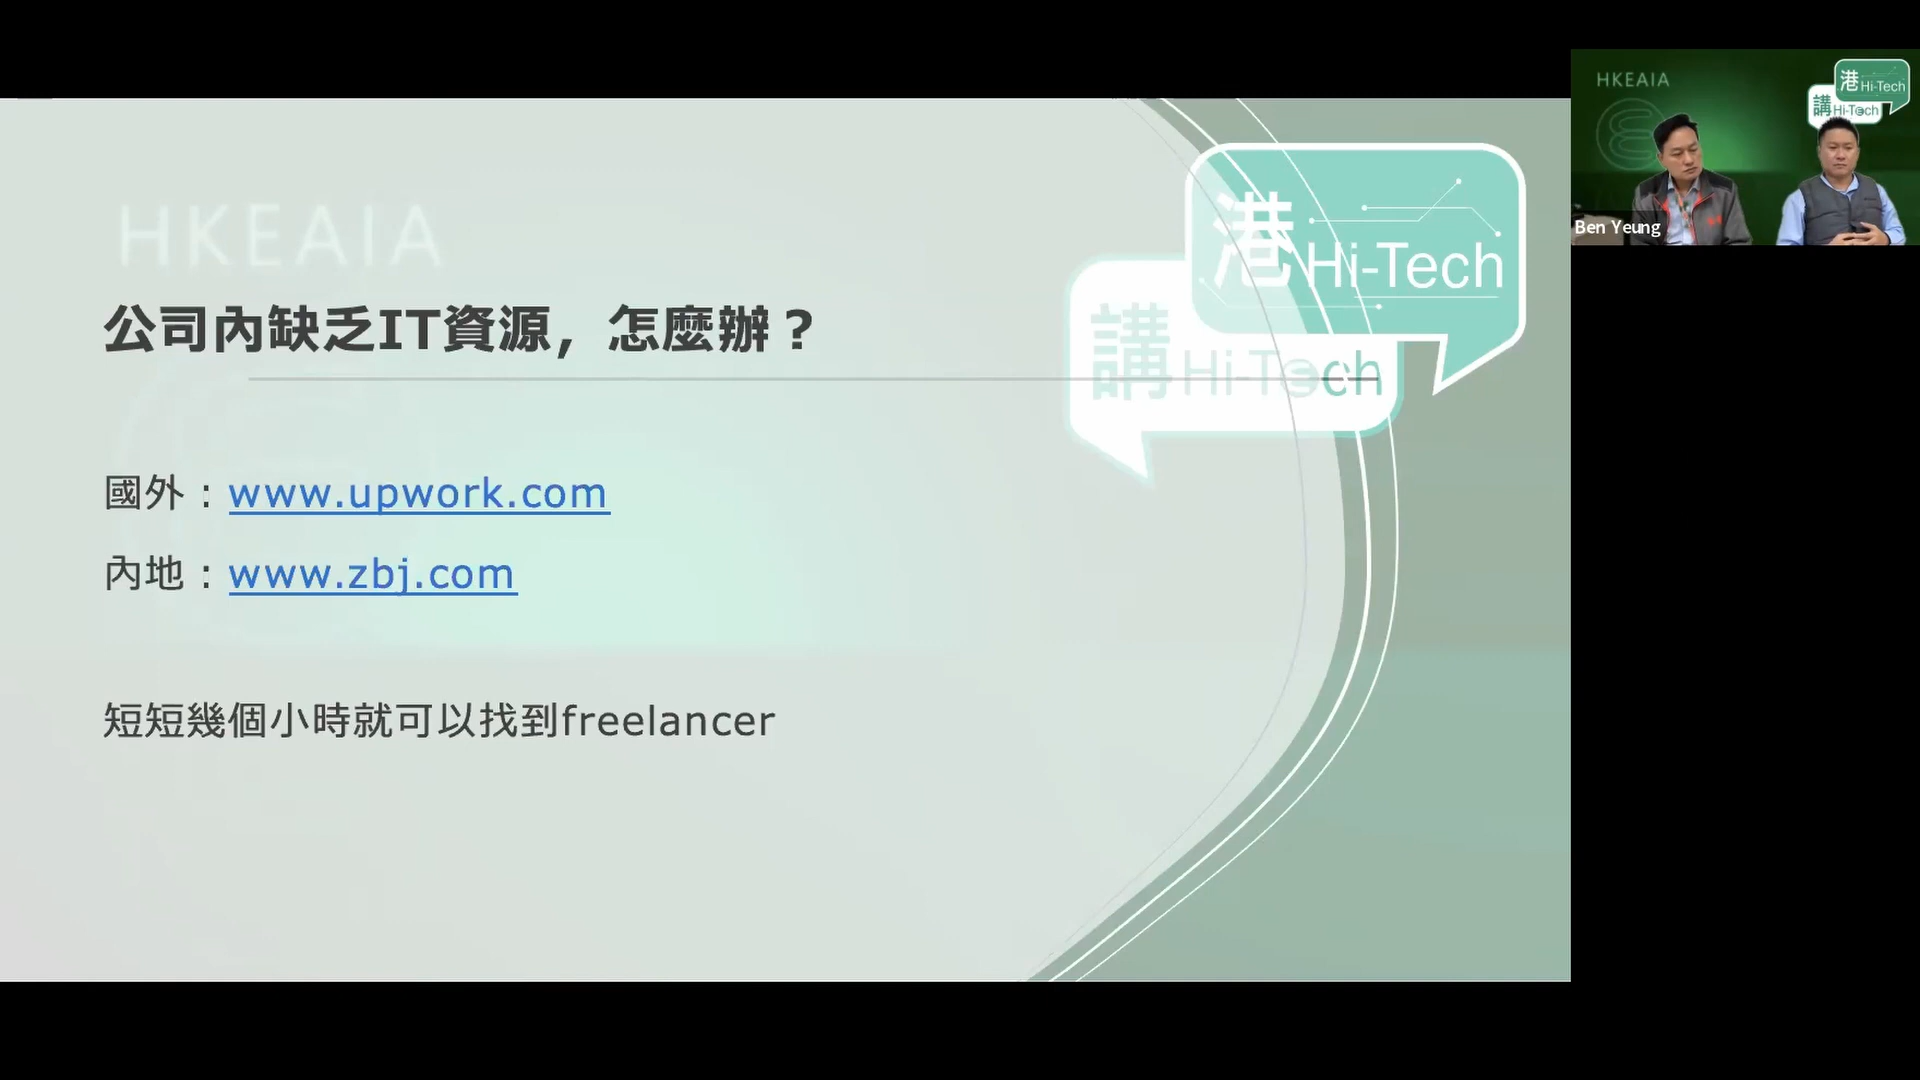 HKEAIA
港 Hi-Tech
講 Hi-Tech
公司內缺乏IT資源，怎麼辦？
國外：www.upwork.com
內地：www.zbj.com
短短幾個小時就可以找到freelancer
HKEAIA
港 Hi-Tech
講 Hi-Tech
Ben Yeung